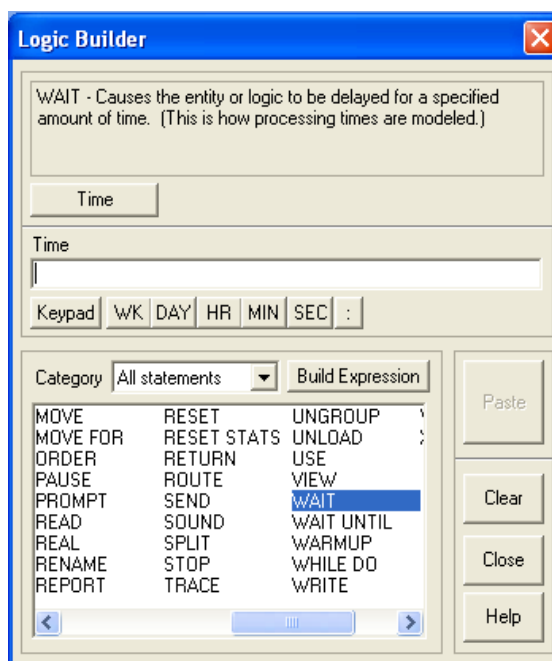 Logic Builder
WAIT - Causes the entity or logic to be delayed for a specified
amount of time. (This is how processing times are modeled.)
Time
Time
Keypad WK DAY HR MIN SEC :
Category All statements Build Expression
Paste
MOVE RESET UNGROUP
MOVE FOR RESET STATS UNLOAD
ORDER RETURN USE
PAUSE ROUTE VIEW
PROMPT SEND WAIT
READ SOUND WAIT UNTIL
REAL SPLIT WARMUP
RENAME STOP WHILE DO
REPORT TRACE WRITE
Clear
Close
Help